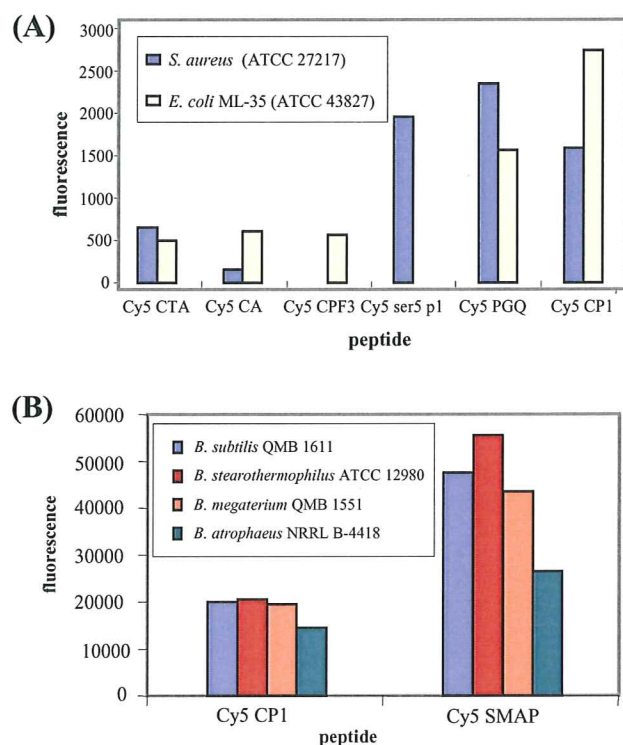 (A)
3000
2500
2000
1500
1000
500
0
fluorescence
S. aureus (ATCC 27217)
E. coli ML-35 (ATCC 43827)
Cy5 CTA
Cy5 CA
Cy5 CPF3
Cy5 ser5 p1
Cy5 PGQ
Cy5 CP1
peptide
(B)
60000
50000
40000
30000
20000
10000
0
fluorescence
B. subtilis QMB 1611
B. stearothermophilus ATCC 12980
B. megaterium QMB 1551
B. atrophaeus NRRL B-4418
Cy5 CP1
Cy5 SMAP
peptide